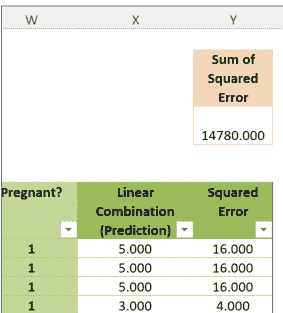 W X Y
Sum of
Squared
Error
14780.000
Pregnant? Linear Squared
Combination Error
(Prediction)
1 5.000 16.000
1 5.000 16.000
1 5.000 16.000
1 3.000 4.000